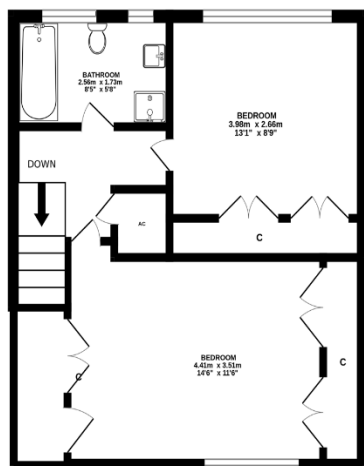 BATHROOM
2.56m x 1.73m
8'5" x 5'8"
BEDROOM
3.98m x 2.66m
13'1" x 8'9"
DOWN
AC
C
BEDROOM
4.41m x 3.51m
14'6" x 11'6"
C
C